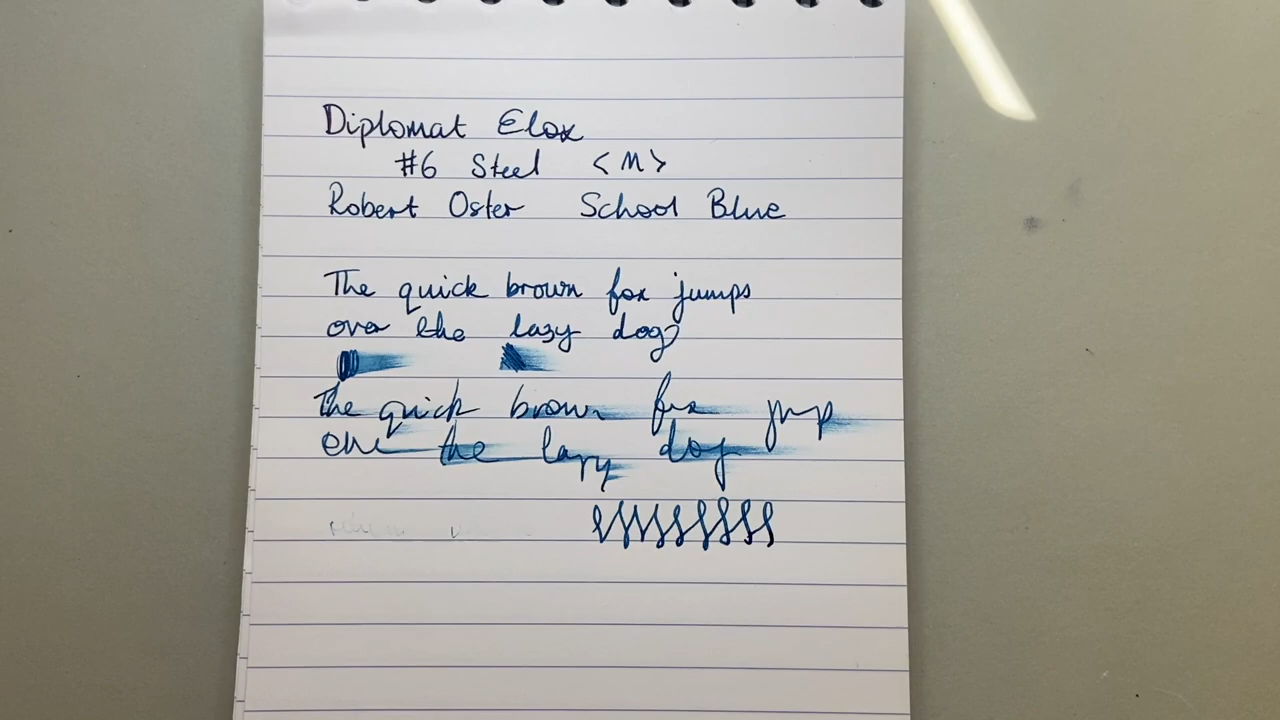 Diplomat Elox
#6 Steel <M>
Robert Oster School Blue
The quick brown fox jumps
over the lazy dog
The quick brown fox jump
over the lazy dog